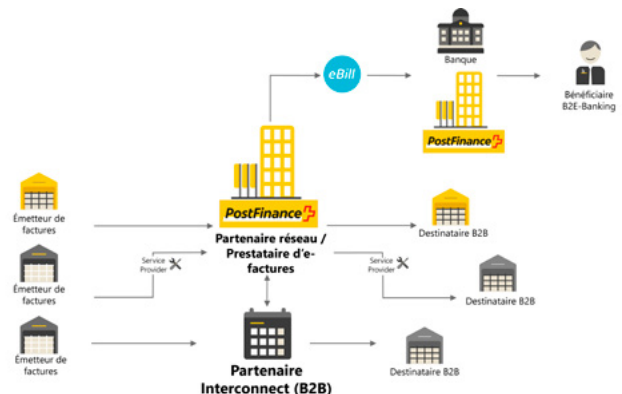 eBill
Banque
PostFinance
Bénéficiaire
B2E-Banking
Émetteur de
factures
PostFinance
Partenaire réseau /
Prestataire d'e-
factures
Destinataire B2B
Service
Provider
Service
Provider
Émetteur de
factures
Destinataire B2B
Émetteur de
factures
Partenaire
Interconnect (B2B)
Destinataire B2B